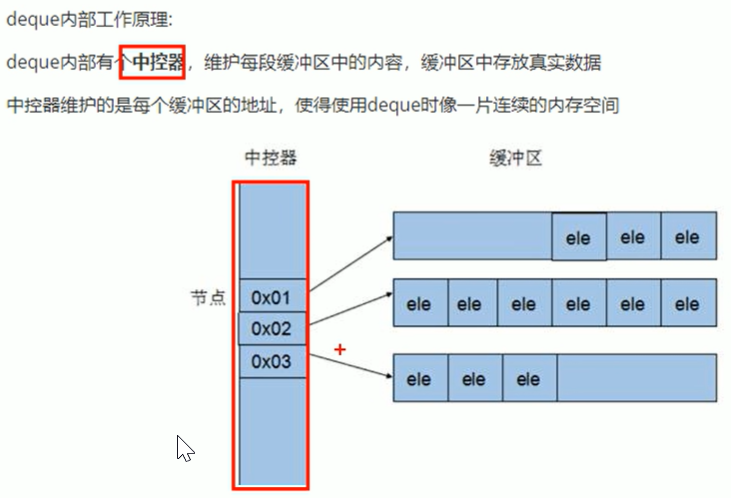 deque内部工作原理:
deque内部有个中控器，维护每段缓冲区中的内容，缓冲区中存放真实数据
中控器维护的是每个缓冲区的地址，使得使用deque时像一片连续的内存空间
中控器 缓冲区
ele ele ele
节点 0x01
ele ele ele ele ele ele
0x02
0x03
ele ele ele